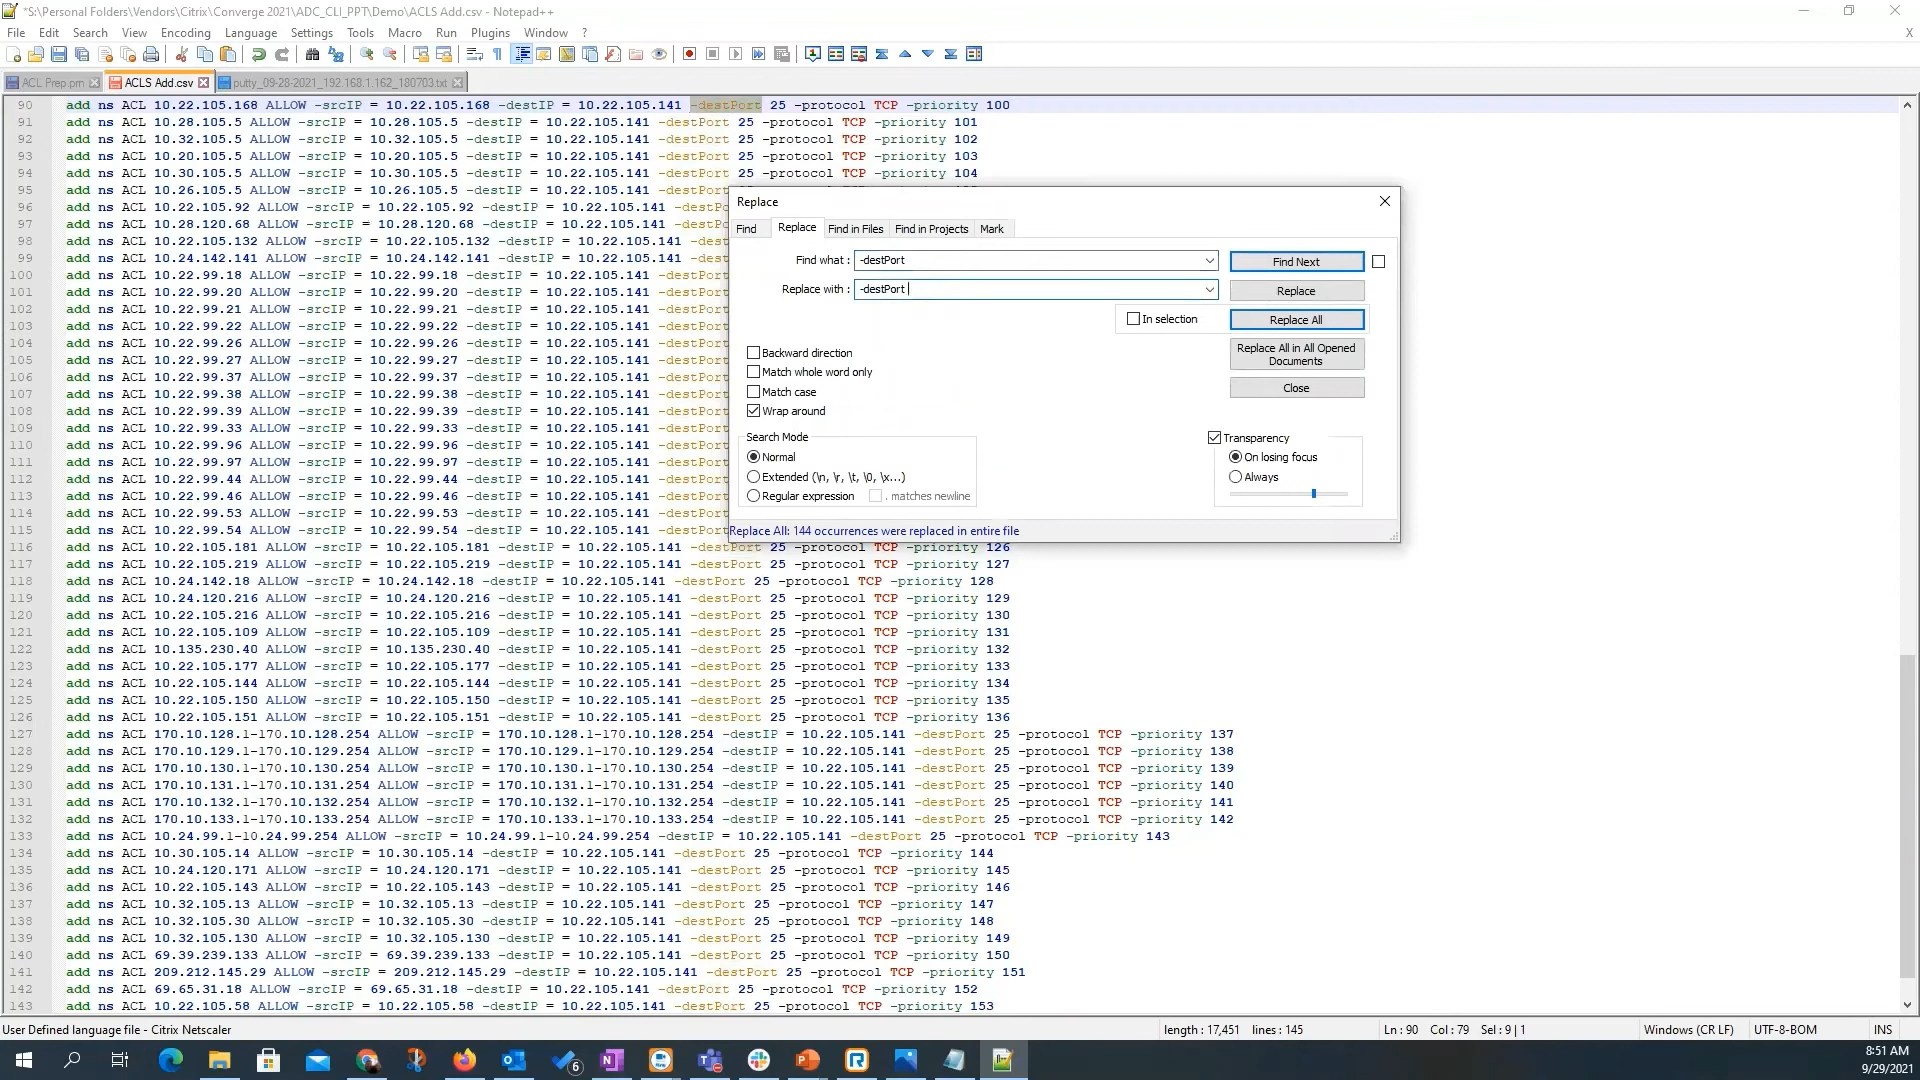 *S:\Personal Folders\Vendors\Citrix\Converge 2021\ADC_CLI_PPT\Demo\ACLS Add.csv - Notepad++
File Edit Search View Encoding Language Settings Tools Macro Run Plugins Window ? X
ACL Prep.pm ACLS Add.csv putty_09-28-2021_192.168.1.162_180703.txt
90 add ns ACL 10.22.105.168 ALLOW -srcIP = 10.22.105.168 -destIP = 10.22.105.141 -destPort 25 -protocol TCP -priority 100
91 add ns ACL 10.28.105.5 ALLOW -srcIP = 10.28.105.5 -destIP = 10.22.105.141 -destPort 25 -protocol TCP -priority 101
92 add ns ACL 10.32.105.5 ALLOW -srcIP = 10.32.105.5 -destIP = 10.22.105.141 -destPort 25 -protocol TCP -priority 102
93 add ns ACL 10.20.105.5 ALLOW -srcIP = 10.20.105.5 -destIP = 10.22.105.141 -destPort 25 -protocol TCP -priority 103
94 add ns ACL 10.30.105.5 ALLOW -srcIP = 10.30.105.5 -destIP = 10.22.105.141 -destPort 25 -protocol TCP -priority 104
95 add ns ACL 10.26.105.5 ALLOW -srcIP = 10.26.105.5 -destIP = 10.22.105.141
96 add ns ACL 10.22.105.92 ALLOW -srcIP = 10.22.105.92 -destIP = 10.22.105.141 -des
97 add ns ACL 10.28.120.68 ALLOW -srcIP = 10.28.120.68 -destIP = 10.22.105.141 -des
98 add ns ACL 10.22.105.132 ALLOW -srcIP = 10.22.105.132 -destIP = 10.22.105.141 -des
99 add ns ACL 10.24.142.141 ALLOW -srcIP = 10.24.142.141 -destIP = 10.22.105.141 -des
100 add ns ACL 10.22.99.18 ALLOW -srcIP = 10.22.99.18 -destIP = 10.22.105.141 -destPort
101 add ns ACL 10.22.99.20 ALLOW -srcIP = 10.22.99.20 -destIP = 10.22.105.141 -destPort
102 add ns ACL 10.22.99.21 ALLOW -srcIP = 10.22.99.21 -destIP = 10.22.105.141 -destPort
103 add ns ACL 10.22.99.22 ALLOW -srcIP = 10.22.99.22 -destIP = 10.22.105.141 -destPort
104 add ns ACL 10.22.99.26 ALLOW -srcIP = 10.22.99.26 -destIP = 10.22.105.141 -destPort
105 add ns ACL 10.22.99.27 ALLOW -srcIP = 10.22.99.27 -destIP = 10.22.105.141 -destPort
106 add ns ACL 10.22.99.37 ALLOW -srcIP = 10.22.99.37 -destIP = 10.22.105.141 -destPort
107 add ns ACL 10.22.99.38 ALLOW -srcIP = 10.22.99.38 -destIP = 10.22.105.141 -destPort
108 add ns ACL 10.22.99.39 ALLOW -srcIP = 10.22.99.39 -destIP = 10.22.105.141 -destPort
109 add ns ACL 10.22.99.33 ALLOW -srcIP = 10.22.99.33 -destIP = 10.22.105.141 -destPort
110 add ns ACL 10.22.99.96 ALLOW -srcIP = 10.22.99.96 -destIP = 10.22.105.141 -destPort
111 add ns ACL 10.22.99.97 ALLOW -srcIP = 10.22.99.97 -destIP = 10.22.105.141 -destPort
112 add ns ACL 10.22.99.44 ALLOW -srcIP = 10.22.99.44 -destIP = 10.22.105.141 -destPort
113 add ns ACL 10.22.99.46 ALLOW -srcIP = 10.22.99.46 -destIP = 10.22.105.141 -destPort
114 add ns ACL 10.22.99.53 ALLOW -srcIP = 10.22.99.53 -destIP = 10.22.105.141 -destPort
115 add ns ACL 10.22.99.54 ALLOW -srcIP = 10.22.99.54 -destIP = 10.22.105.141 -destPort
116 add ns ACL 10.22.105.181 ALLOW -srcIP = 10.22.105.181 -destIP = 10.22.105.141 -destPort 25 -protocol TCP -priority 126
117 add ns ACL 10.22.105.219 ALLOW -srcIP = 10.22.105.219 -destIP = 10.22.105.141 -destPort 25 -protocol TCP -priority 127
118 add ns ACL 10.24.142.18 ALLOW -srcIP = 10.24.142.18 -destIP = 10.22.105.141 -destPort 25 -protocol TCP -priority 128
119 add ns ACL 10.24.120.216 ALLOW -srcIP = 10.24.120.216 -destIP = 10.22.105.141 -destPort 25 -protocol TCP -priority 129
120 add ns ACL 10.22.105.216 ALLOW -srcIP = 10.22.105.216 -destIP = 10.22.105.141 -destPort 25 -protocol TCP -priority 130
121 add ns ACL 10.22.105.109 ALLOW -srcIP = 10.22.105.109 -destIP = 10.22.105.141 -destPort 25 -protocol TCP -priority 131
122 add ns ACL 10.135.230.40 ALLOW -srcIP = 10.135.230.40 -destIP = 10.22.105.141 -destPort 25 -protocol TCP -priority 132
123 add ns ACL 10.22.105.177 ALLOW -srcIP = 10.22.105.177 -destIP = 10.22.105.141 -destPort 25 -protocol TCP -priority 133
124 add ns ACL 10.22.105.144 ALLOW -srcIP = 10.22.105.144 -destIP = 10.22.105.141 -destPort 25 -protocol TCP -priority 134
125 add ns ACL 10.22.105.150 ALLOW -srcIP = 10.22.105.150 -destIP = 10.22.105.141 -destPort 25 -protocol TCP -priority 135
126 add ns ACL 10.22.105.151 ALLOW -srcIP = 10.22.105.151 -destIP = 10.22.105.141 -destPort 25 -protocol TCP -priority 136
127 add ns ACL 170.10.128.1-170.10.128.254 ALLOW -srcIP = 170.10.128.1-170.10.128.254 -destIP = 10.22.105.141 -destPort 25 -protocol TCP -priority 137
128 add ns ACL 170.10.129.1-170.10.129.254 ALLOW -srcIP = 170.10.129.1-170.10.129.254 -destIP = 10.22.105.141 -destPort 25 -protocol TCP -priority 138
129 add ns ACL 170.10.130.1-170.10.130.254 ALLOW -srcIP = 170.10.130.1-170.10.130.254 -destIP = 10.22.105.141 -destPort 25 -protocol TCP -priority 139
130 add ns ACL 170.10.131.1-170.10.131.254 ALLOW -srcIP = 170.10.131.1-170.10.131.254 -destIP = 10.22.105.141 -destPort 25 -protocol TCP -priority 140
131 add ns ACL 170.10.132.1-170.10.132.254 ALLOW -srcIP = 170.10.132.1-170.10.132.254 -destIP = 10.22.105.141 -destPort 25 -protocol TCP -priority 141
132 add ns ACL 170.10.133.1-170.10.133.254 ALLOW -srcIP = 170.10.133.1-170.10.133.254 -destIP = 10.22.105.141 -destPort 25 -protocol TCP -priority 142
133 add ns ACL 10.24.99.1-10.24.99.254 ALLOW -srcIP = 10.24.99.1-10.24.99.254 -destIP = 10.22.105.141 -destPort 25 -protocol TCP -priority 143
134 add ns ACL 10.30.105.14 ALLOW -srcIP = 10.30.105.14 -destIP = 10.22.105.141 -destPort 25 -protocol TCP -priority 144
135 add ns ACL 10.24.120.171 ALLOW -srcIP = 10.24.120.171 -destIP = 10.22.105.141 -destPort 25 -protocol TCP -priority 145
136 add ns ACL 10.22.105.143 ALLOW -srcIP = 10.22.105.143 -destIP = 10.22.105.141 -destPort 25 -protocol TCP -priority 146
137 add ns ACL 10.32.105.13 ALLOW -srcIP = 10.32.105.13 -destIP = 10.22.105.141 -destPort 25 -protocol TCP -priority 147
138 add ns ACL 10.32.105.30 ALLOW -srcIP = 10.32.105.30 -destIP = 10.22.105.141 -destPort 25 -protocol TCP -priority 148
139 add ns ACL 10.32.105.130 ALLOW -srcIP = 10.32.105.130 -destIP = 10.22.105.141 -destPort 25 -protocol TCP -priority 149
140 add ns ACL 69.39.239.133 ALLOW -srcIP = 69.39.239.133 -destIP = 10.22.105.141 -destPort 25 -protocol TCP -priority 150
141 add ns ACL 209.212.145.29 ALLOW -srcIP = 209.212.145.29 -destIP = 10.22.105.141 -destPort 25 -protocol TCP -priority 151
142 add ns ACL 69.65.31.18 ALLOW -srcIP = 69.65.31.18 -destIP = 10.22.105.141 -destPort 25 -protocol TCP -priority 152
143 add ns ACL 10.22.105.58 ALLOW -srcIP = 10.22.105.58 -destIP = 10.22.105.141 -destPort 25 -protocol TCP -priority 153
Replace
Find Replace Find in Files Find in Projects Mark
Find what : -destPort Find Next
Replace with : -destPort Replace
In selection Replace All
Replace All in All Opened
Documents
Close
Backward direction
Match whole word only
Match case
Wrap around
Search Mode
Normal
Extended (\n, \r, \t, \0, \x...)
Regular expression . matches newline
Transparency
On losing focus
Always
Replace All: 144 occurrences were replaced in entire file
User Defined language file - Citrix Netscaler length : 17,451 lines : 145 Ln : 90 Col : 79 Sel : 9 | 1 Windows (CR LF) UTF-8-BOM INS
6
8:51 AM
9/29/2021